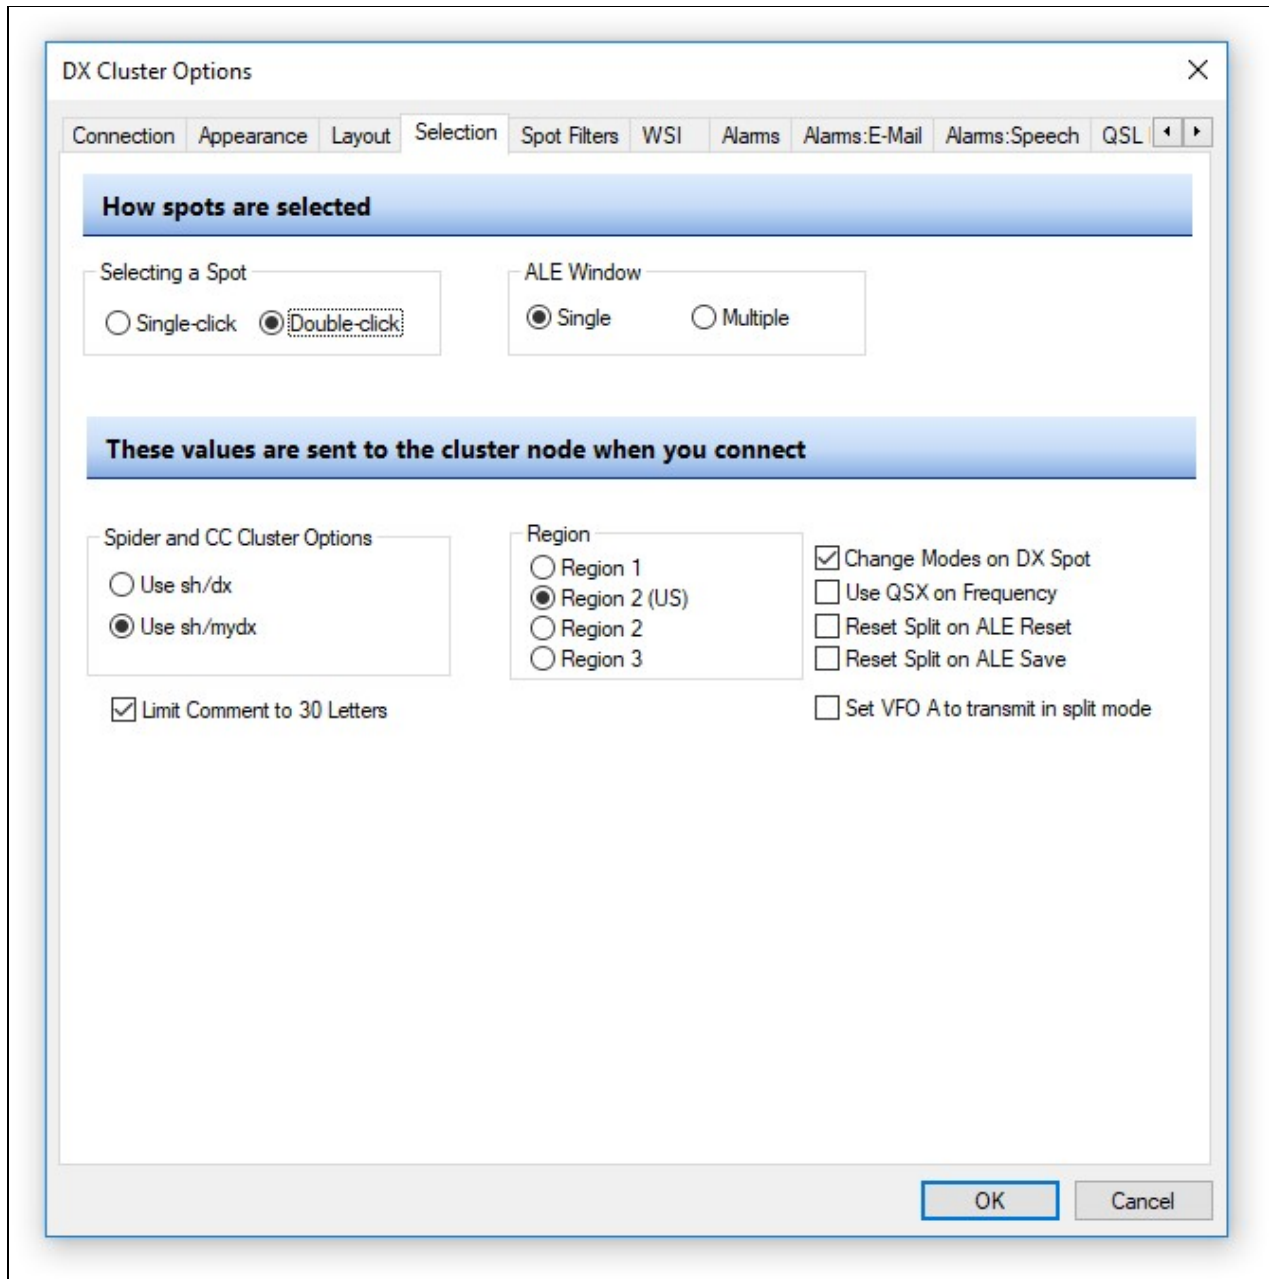 DX Cluster Options
Connection Appearance Layout Selection Spot Filters WSI Alarms Alarms:E-Mail Alarms:Speech QSL
How spots are selected
Selecting a Spot
Single-click Double-click
ALE Window
Single Multiple
These values are sent to the cluster node when you connect
Spider and CC Cluster Options
Use sh/dx
Use sh/mydx
Limit Comment to 30 Letters
Region
Region 1
Region 2 (US)
Region 2
Region 3
Change Modes on DX Spot
Use QSX on Frequency
Reset Split on ALE Reset
Reset Split on ALE Save
Set VFO A to transmit in split mode
OK Cancel